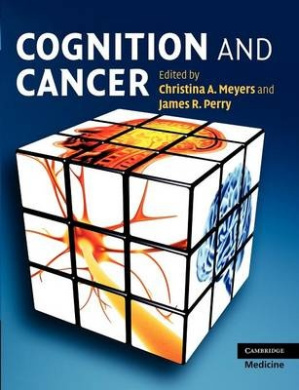 COGNITION AND
CANCER
Edited by
Christina A. Meyers and
James R. Perry
CAMBRIDGE
Medicine